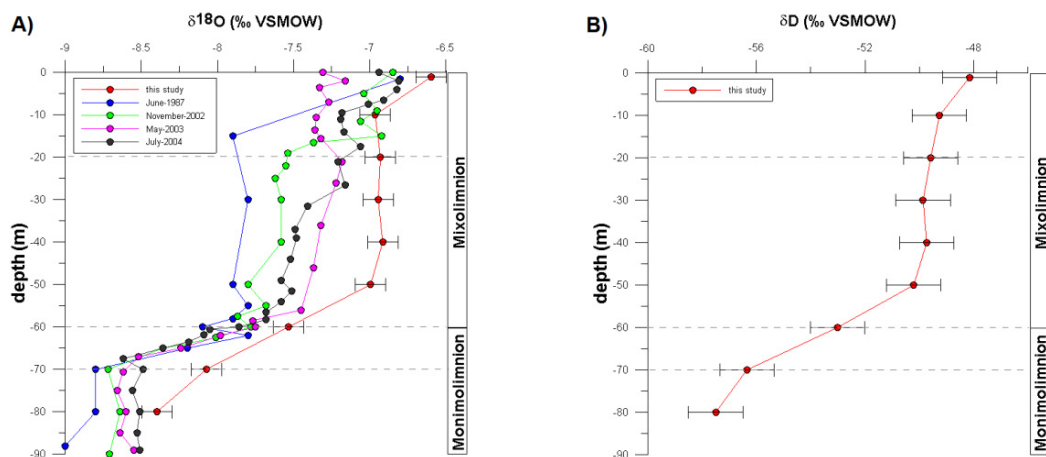 A)
δ18O (‰ VSMOW)
-9 -8.5 -8 -7.5 -7 -6.5
0
-10
-20
-30
-40
-50
-60
-70
-80
-90
depth (m)
this study
June-1987
November-2002
May-2003
July-2004
Mixolimnion
Monimolimnion
B)
δD (‰ VSMOW)
-60 -56 -52 -48
0
-10
-20
-30
-40
-50
-60
-70
-80
-90
depth (m)
this study
Mixolimnion
Monimolimnion